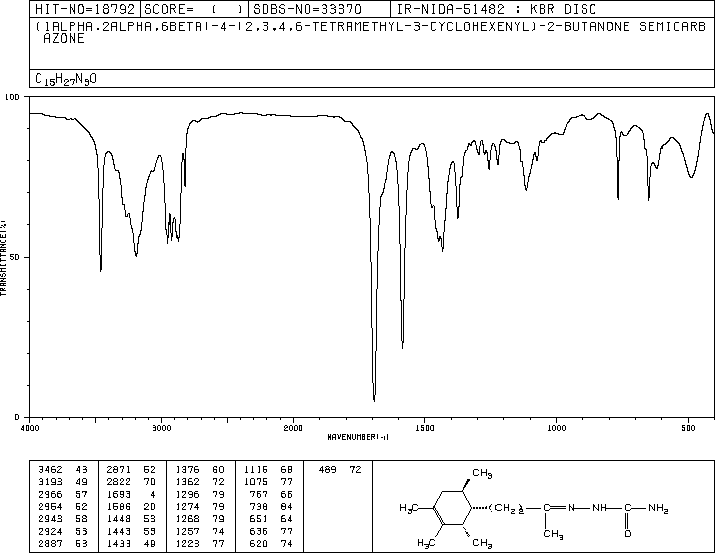 HIT-NO=18792 SCORE= ( ) SDBS-NO=33370 IR-NIDA-51482 : KBR DISC
(1ALPHA,2ALPHA,6BETA)-4-(2,3,4,6-TETRAMETHYL-3-CYCLOHEXENYL)-2-BUTANONE SEMICARB
AZONE
C15H27N3O
100
50
0
TRANSMITTANCE(%)
4000 3000 2000 1500 1000 500
WAVENUMBER(-1)
3462 43 2871 52 1376 60 1116 68 489 72
3193 49 2822 70 1362 72 1075 77
2966 57 1693 4 1296 79 767 66
2954 52 1586 20 1274 79 738 84
2943 58 1448 53 1268 79 651 64
2924 53 1443 59 1257 74 636 77
2887 53 1433 49 1223 77 620 74
CH3
H3C (CH2)2 C=N NH C NH2
H3C CH3 CH3 O